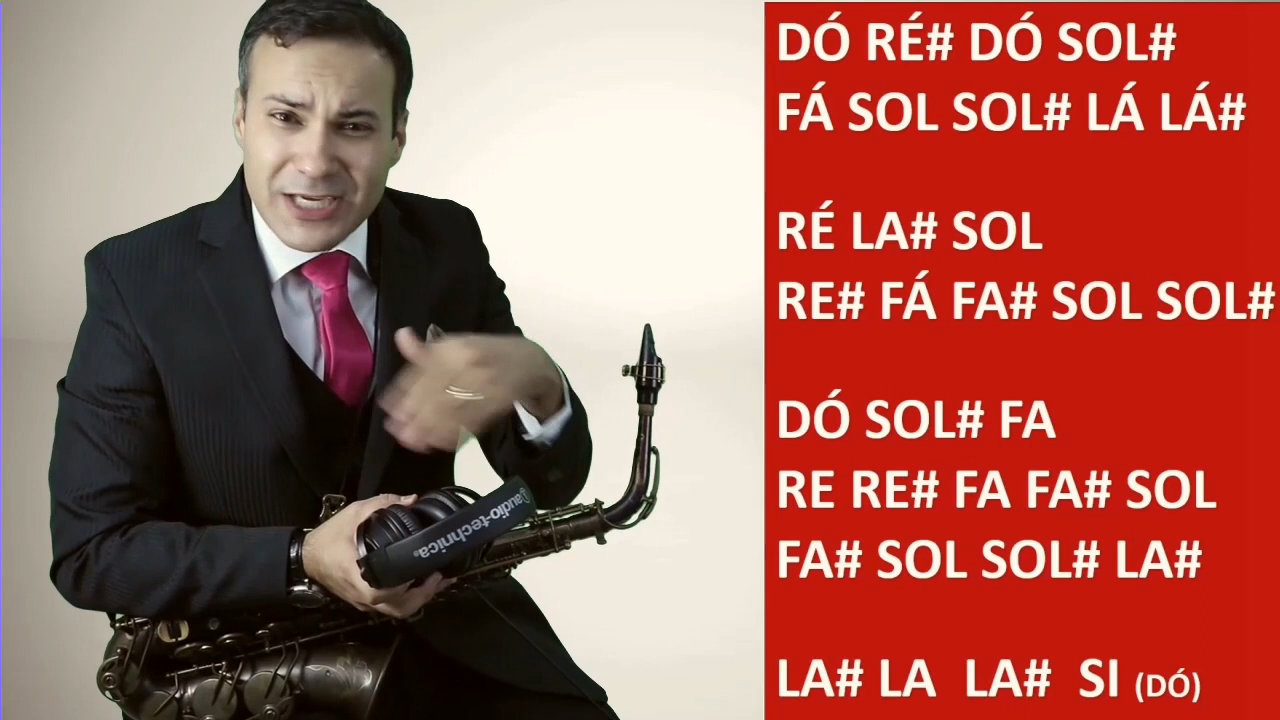 DÓ RÉ# DÓ SOL#
FÁ SOL SOL# LÁ LÁ#
RÉ LA# SOL
RE# FÁ FA# SOL SOL#
DÓ SOL# FA
RE RE# FA FA# SOL
FA# SOL SOL# LA#
LA# LA LA# SI (DÓ)
audio-technica